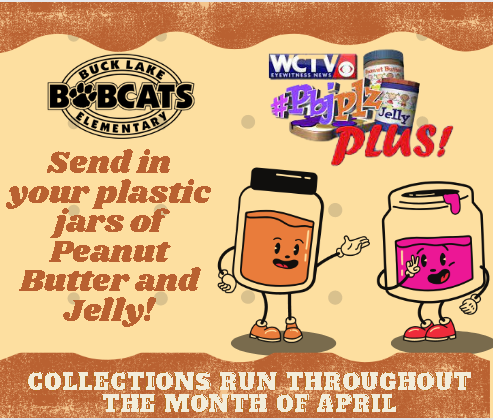 BUCK LAKE
BOBCATS
ELEMENTARY
WCTV
EYEWITNESS NEWS
#Pbjplz
Peanut Butter
Jelly
PLUS!
Send in
your plastic
jars of
Peanut
Butter and
Jelly!
COLLECTIONS RUN THROUGHOUT
THE MONTH OF APRIL